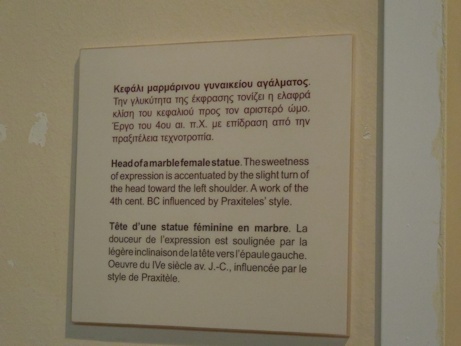 Κεφάλι μαρμάρινου γυναικείου αγάλματος.
Την γλυκύτητα της έκφρασης τονίζει η ελαφρά
κλίση του κεφαλιού προς τον αριστερό ώμο.
Έργο του 4ου αι. π.Χ. με επίδραση από την
πραξιτέλεια τεχνοτροπία.
Head of a marble female statue. The sweetness
of expression is accentuated by the slight turn of
the head toward the left shoulder. A work of the
4th cent. BC influenced by Praxiteles' style.
Tête d'une statue féminine en marbre. La
douceur de l'expression est soulignée par la
légère inclinaison de la tête vers l'épaule gauche.
Oeuvre du IVe siècle av. J.-C., influencée par le
style de Praxitèle.